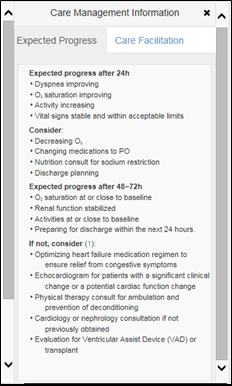 Care Management Information ×
Expected Progress Care Facilitation
Expected progress after 24h
• Dyspnea improving
• O₂ saturation improving
• Activity increasing
• Vital signs stable and within acceptable limits
Consider:
• Decreasing O₂
• Changing medications to PO
• Nutrition consult for sodium restriction
• Discharge planning
Expected progress after 48–72h
• O₂ saturation at or close to baseline
• Renal function stabilized
• Activities at or close to baseline
• Preparing for discharge within the next 24 hours.
If not, consider (1):
• Optimizing heart failure medication regimen to
ensure relief from congestive symptoms
• Echocardiogram for patients with a significant clinical
change or a potential cardiac function change
• Physical therapy consult for ambulation and
prevention of deconditioning
• Cardiology or nephrology consultation if not
previously obtained
• Evaluation for Ventricular Assist Device (VAD) or
transplant